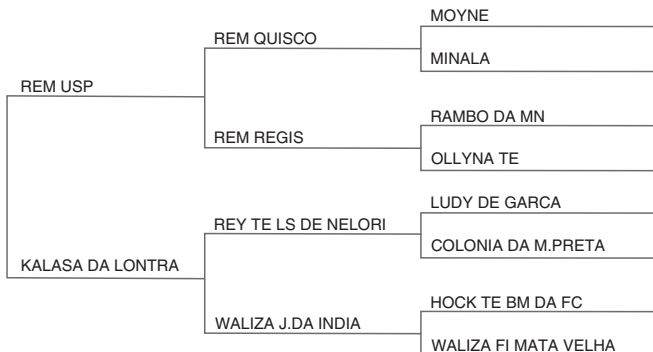 MOYNE
REM QUISCO
MINALA
REM USP
RAMBO DA MN
REM REGIS
OLLYNA TE
LUDY DE GARCA
REY TE LS DE NELORI
COLONIA DA M.PRETA
KALASA DA LONTRA
HOCK TE BM DA FC
WALIZA J.DA INDIA
WALIZA FI MATA VELHA